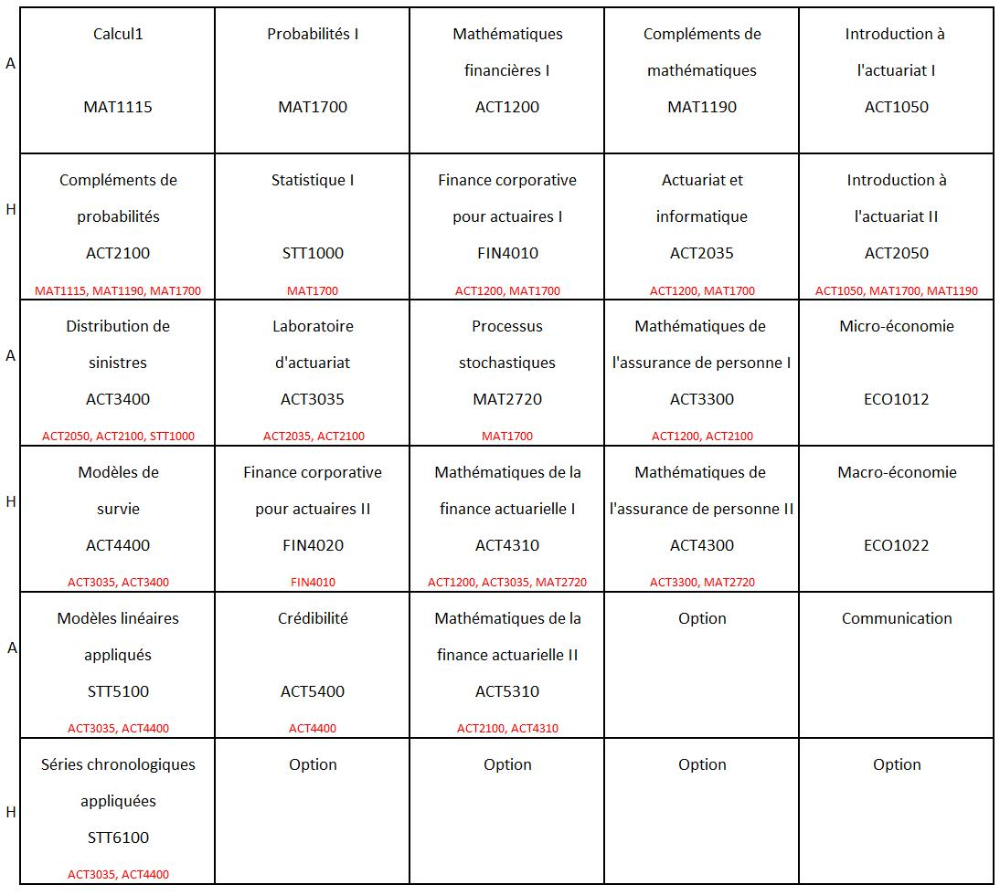 A
Calcul1
MAT1115
Probabilités I
MAT1700
Mathématiques
financières I
ACT1200
Compléments de
mathématiques
MAT1190
Introduction à
l'actuariat I
ACT1050
H
Compléments de
probabilités
ACT2100
MAT1115, MAT1190, MAT1700
Statistique I
STT1000
MAT1700
Finance corporative
pour actuaires I
FIN4010
ACT1200, MAT1700
Actuariat et
informatique
ACT2035
ACT1200, MAT1700
Introduction à
l'actuariat II
ACT2050
ACT1050, MAT1700, MAT1190
A
Distribution de
sinistres
ACT3400
ACT2050, ACT2100, STT1000
Laboratoire
d'actuariat
ACT3035
ACT2035, ACT2100
Processus
stochastiques
MAT2720
MAT1700
Mathématiques de
l'assurance de personne I
ACT3300
ACT1200, ACT2100
Micro-économie
ECO1012
H
Modèles de
survie
ACT4400
ACT3035, ACT3400
Finance corporative
pour actuaires II
FIN4020
FIN4010
Mathématiques de la
finance actuarielle I
ACT4310
ACT1200, ACT3035, MAT2720
Mathématiques de
l'assurance de personne II
ACT4300
ACT3300, MAT2720
Macro-économie
ECO1022
A
Modèles linéaires
appliqués
STT5100
ACT3035, ACT4400
Crédibilité
ACT5400
ACT4400
Mathématiques de la
finance actuarielle II
ACT5310
ACT2100, ACT4310
Option
Communication
H
Séries chronologiques
appliquées
STT6100
ACT3035, ACT4400
Option
Option
Option
Option